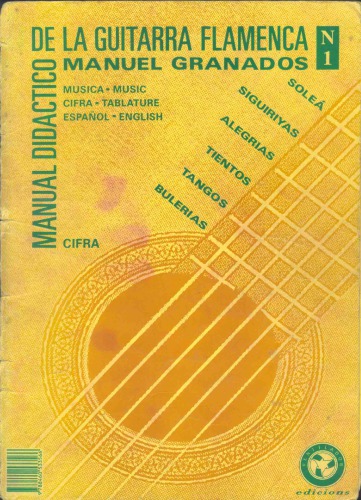 MANUAL DIDACTICO
DE LA GUITARRA FLAMENCA
MANUEL GRANADOS
N
1
MUSICA • MUSIC
CIFRA • TABLATURE
ESPAÑOL • ENGLISH
SOLEÁ
SIGUIRIYAS
ALEGRIAS
TIENTOS
TANGOS
BULERIAS
CIFRA
edicions